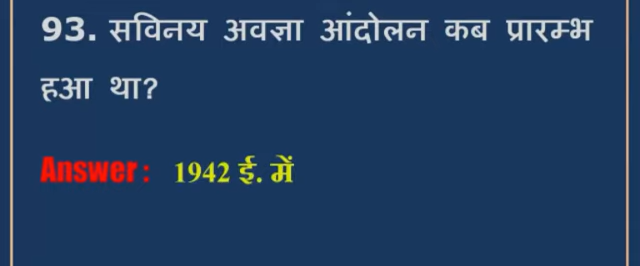 93. सविनय अवज्ञा आंदोलन कब प्रारम्भ
हआ था?
Answer : 1942 ई. में